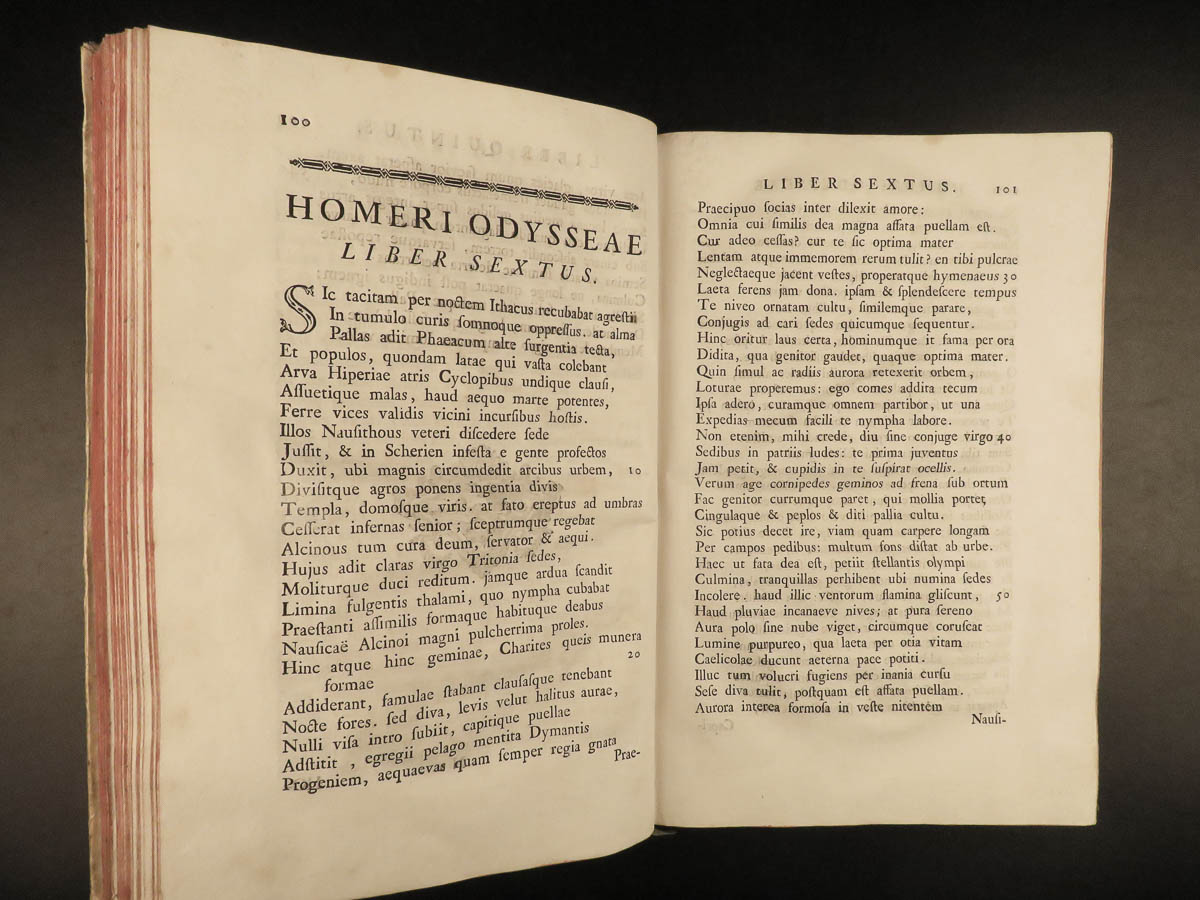 100
HOMERI ODYSSEAE
LIBER SEXTUS.
SIc tacitam per noctem Ithacus recubabat agresti
In tumulo curis ſomnoque oppreſſus. at alma
Pallas adit Phaeacum alte ſurgentia tecta,
Et populos, quondam latae qui vaſta colebant
Arva Hiperiae atris Cyclopibus undique clauſi,
Aſſuetique malas, haud aequo marte potentes,
Ferre vices validis vicini incurſibus hoſtis.
Illos Nauſithous veteri diſcedere ſede
Juſſit, & in Scherien infeſta e gente profectos
Duxit, ubi magnis circumdedit arcibus urbem, 10
Diviſitque agros ponens ingentia divis
Templa, domoſque viris. at fato ereptus ad umbras
Ceſſerat infernas ſenior; ſceptrumque regebat
Alcinous tum cura deum, ſervator & aequi.
Hujus adit claras virgo Tritonia ſedes,
Moliturque duci reditum. jamque ardua ſcandit
Limina fulgentis thalami, quo nympha cubabat
Praeſtanti aſſimilis formaque habituque deabus
Nauſicaë Alcinoi magni pulcherrima proles.
Hinc atque hinc geminae, Charites queis munera
formae 20
Addiderant, famulae ſtabant clauſaſque tenebant
Nocte fores. ſed diva, levis velut halitus aurae,
Nulli viſa intro ſubiit, capitique puellae
Adſtitit, egregii pelago mentita Dymantis
Progeniem, aequaevas quam ſemper regia gnata
Prae-
LIBER SEXTUS. 101
Praecipuo ſocias inter dilexit amore:
Omnia cui ſimilis dea magna affata puellam eſt.
Cur adeo ceſſas? cur te ſic optima mater
Lentam atque immemorem rerum tulit? en tibi pulcrae
Neglectaeque jacent veſtes, properatque hymenaeus 30
Laeta ferens jam dona. ipſam & ſplendeſcere tempus
Te niveo ornatam cultu, ſimilemque parare,
Conjugis ad cari ſedes quicumque ſequentur.
Hinc oritur laus certa, hominumque it fama per ora
Didita, qua genitor gaudet, quaque optima mater.
Quin ſimul ac radiis aurora retexerit orbem,
Loturae properemus: ego comes addita tecum
Ipſa adero, curamque omnem partibor, ut una
Expedias mecum facili te nympha labore.
Non etenim, mihi crede, diu ſine conjuge virgo 40
Sedibus in patriis ludes: te prima juventus
Jam petit, & cupidis in te ſuſpirat ocellis.
Verum age cornipedes geminos ad frena ſub ortum
Fac genitor currumque paret, qui mollia portet,
Cingulaque & peplos & diti pallia cultu.
Sic potius decet ire, viam quam carpere longam
Per campos pedibus: multum fons diſtat ab urbe.
Haec ut fata dea eſt, petiit ſtellantis olympi
Culmina, tranquillas perhibent ubi numina ſedes
Incolere. haud illic ventorum flamina gliſcunt, 50
Haud pluviae incanaeve nives; at pura ſereno
Aura polo ſine nube viget, circumque coruſcat
Lumine purpureo, qua laeta per otia vitam
Caelicolae ducunt aeterna pace potiti.
Illuc tum volucri fugiens per inania curſu
Seſe diva tulit, poſtquam eſt affata puellam.
Aurora interea formoſa in veſte nitentem
Nauſi-